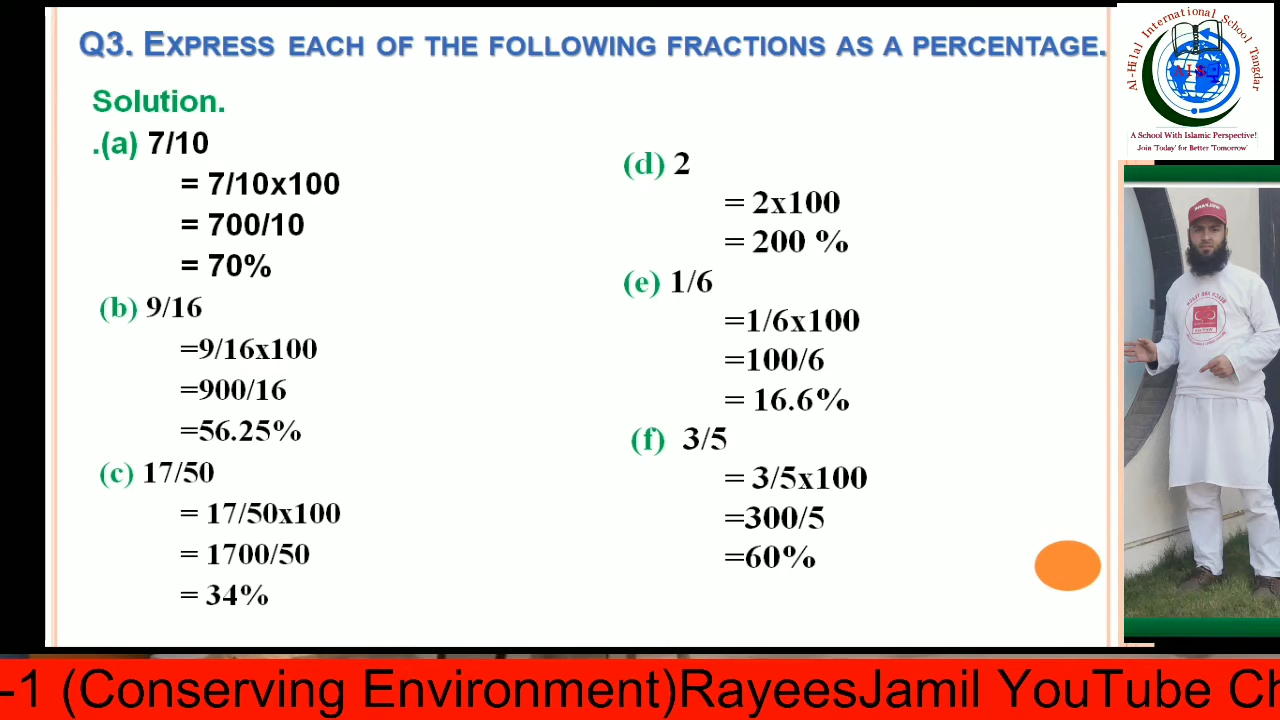 Q3. EXPRESS EACH OF THE FOLLOWING FRACTIONS AS A PERCENTAGE.
Solution.
.(a) 7/10
= 7/10x100
= 700/10
= 70%
(b) 9/16
=9/16x100
=900/16
=56.25%
(c) 17/50
= 17/50x100
= 1700/50
= 34%
(d) 2
= 2x100
= 200 %
(e) 1/6
=1/6x100
=100/6
= 16.6%
(f) 3/5
= 3/5x100
=300/5
=60%
Al-Hilal International School Tangdar
AIS
A School With Islamic Perspective!
Join 'Today' for Better 'Tomorrow'
-1 (Conserving Environment)RayeesJamil YouTube Ch